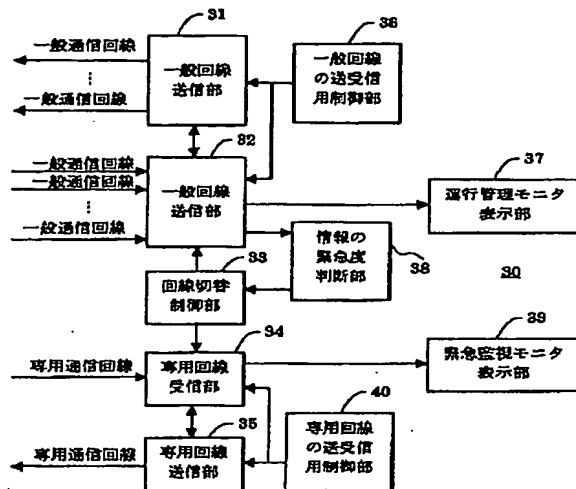 31
一般通信回線
⋮
一般通信回線
一般回線
送信部
36
一般回線
の送受信
用制御部
32
一般通信回線
一般通信回線
⋮
一般通信回線
一般回線
送信部
37
運行管理モニタ
表示部
情報の
緊急度
判断部
38
33
回線切替
制御部
30
34
専用通信回線
専用回線
受信部
39
緊急監視モニタ
表示部
35
専用通信回線
専用回線
送信部
40
専用回線
の送受信
用制御部